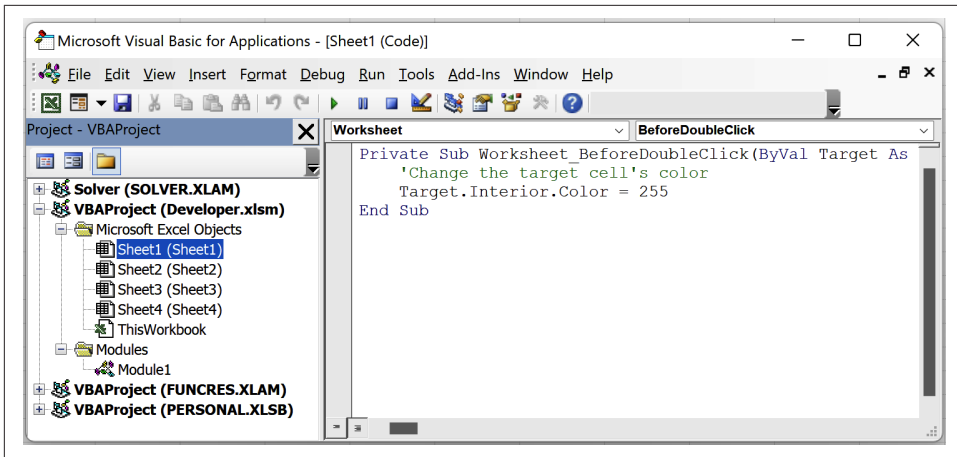 Microsoft Visual Basic for Applications - [Sheet1 (Code)]
File Edit View Insert Format Debug Run Tools Add-Ins Window Help
Project - VBAProject
Solver (SOLVER.XLAM)
VBAProject (Developer.xlsm)
Microsoft Excel Objects
Sheet1 (Sheet1)
Sheet2 (Sheet2)
Sheet3 (Sheet3)
Sheet4 (Sheet4)
ThisWorkbook
Modules
Module1
VBAProject (FUNCRES.XLAM)
VBAProject (PERSONAL.XLSB)
Worksheet BeforeDoubleClick
Private Sub Worksheet_BeforeDoubleClick(ByVal Target As
'Change the target cell's color
Target.Interior.Color = 255
End Sub